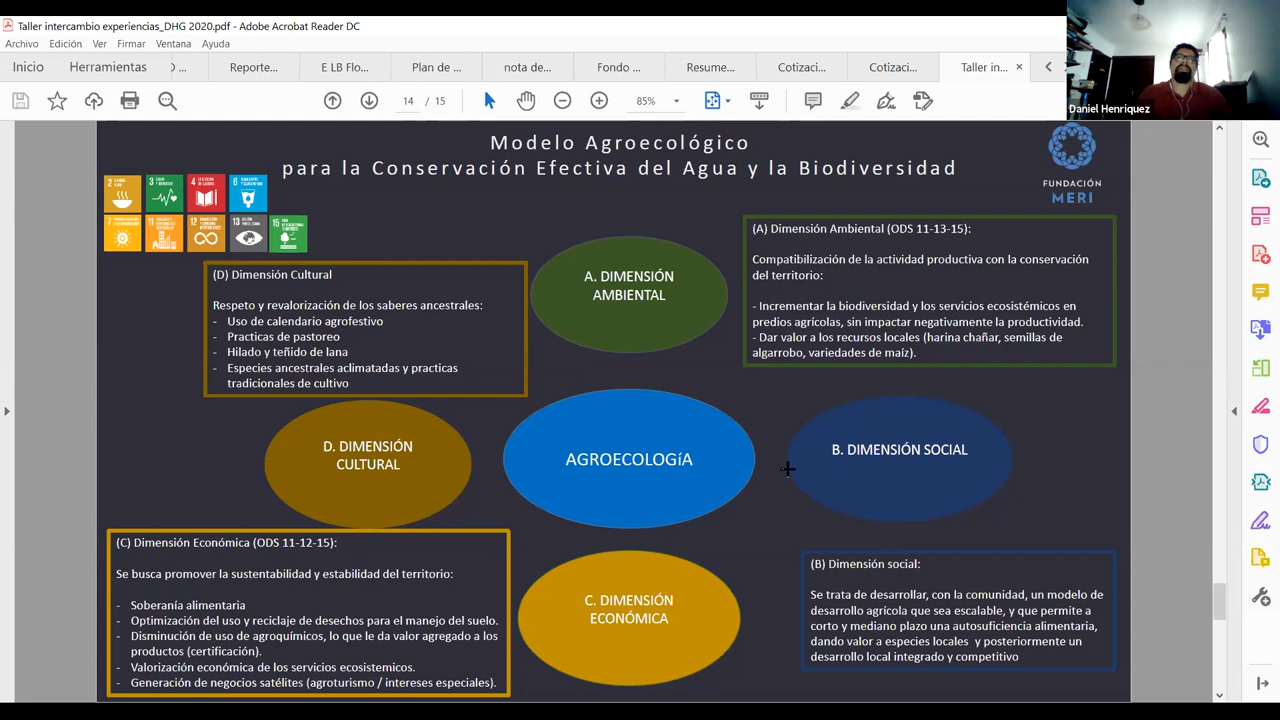 Taller intercambio experiencias_DHG 2020.pdf - Adobe Acrobat Reader DC
Archivo Edición Ver Firmar Ventana Ayuda
Inicio Herramientas Reporte... E LB Flo... Plan de ... nota de... Fondo ... Resume... Cotizaci... Cotizaci... Taller in...
14 / 15 85%
Daniel Henriquez
Modelo Agroecológico
para la Conservación Efectiva del Agua y la Biodiversidad
FUNDACIÓN
MERI
2 3 4 6
7 11 12 13 15
(A) Dimensión Ambiental (ODS 11-13-15):
Compatibilización de la actividad productiva con la conservación
del territorio:
- Incrementar la biodiversidad y los servicios ecosistémicos en
predios agrícolas, sin impactar negativamente la productividad.
- Dar valor a los recursos locales (harina chañar, semillas de
algarrobo, variedades de maíz).
(D) Dimensión Cultural
Respeto y revalorización de los saberes ancestrales:
- Uso de calendario agrofestivo
- Practicas de pastoreo
- Hilado y teñido de lana
- Especies ancestrales aclimatadas y practicas
tradicionales de cultivo
A. DIMENSIÓN
AMBIENTAL
D. DIMENSIÓN
CULTURAL
AGROECOLOGíA
B. DIMENSIÓN SOCIAL
(C) Dimensión Económica (ODS 11-12-15):
Se busca promover la sustentabilidad y estabilidad del territorio:
- Soberanía alimentaria
- Optimización del uso y reciclaje de desechos para el manejo del suelo.
- Disminución de uso de agroquímicos, lo que le da valor agregado a los
productos (certificación).
- Valorización económica de los servicios ecosistemicos.
- Generación de negocios satélites (agroturismo / intereses especiales).
C. DIMENSIÓN
ECONÓMICA
(B) Dimensión social:
Se trata de desarrollar, con la comunidad, un modelo de
desarrollo agrícola que sea escalable, y que permite a
corto y mediano plazo una autosuficiencia alimentaria,
dando valor a especies locales y posteriormente un
desarrollo local integrado y competitivo